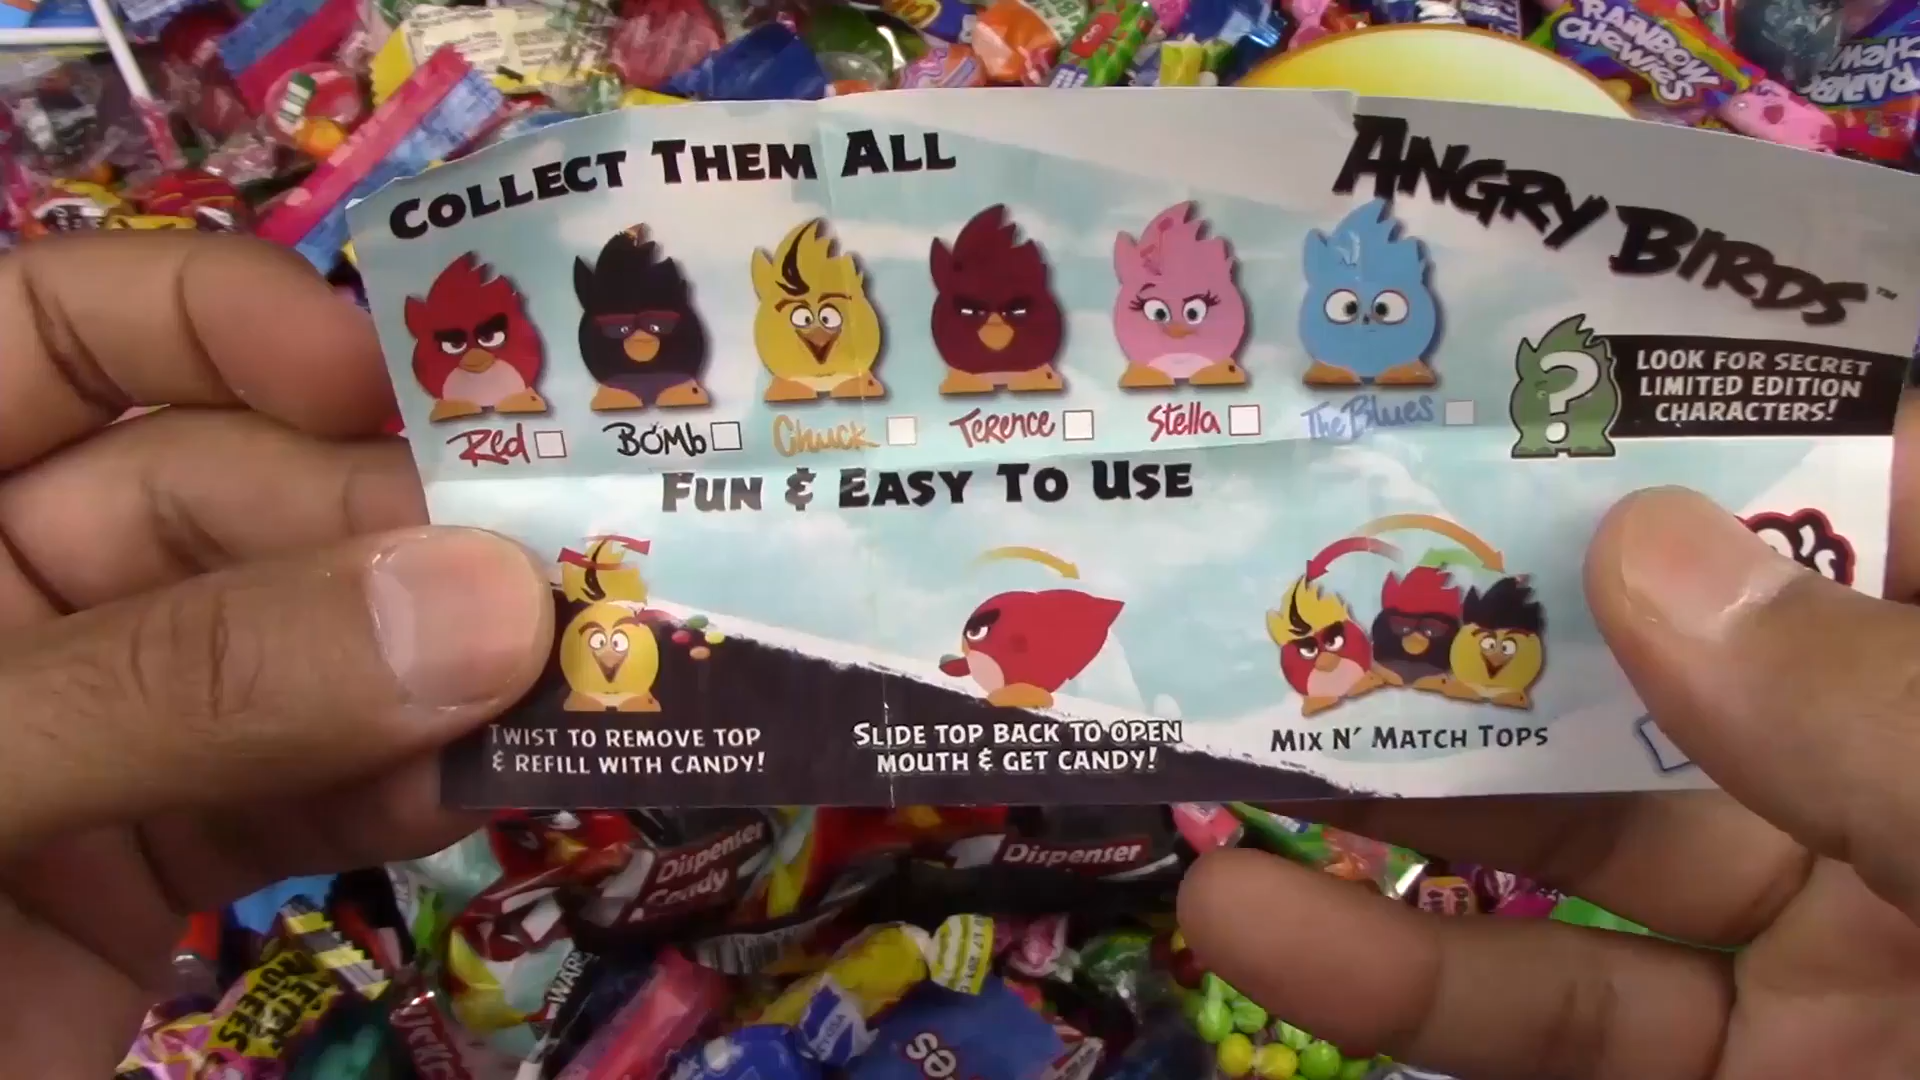 RAINBOW
CHEWIES
COLLECT THEM ALL
ANGRY BIRDS™
LOOK FOR SECRET
LIMITED EDITION
CHARACTERS!
Red
BOMb
Chuck
TERENCE
Stella
The Blues
FUN & EASY TO USE
TWIST TO REMOVE TOP
& REFILL WITH CANDY!
SLIDE TOP BACK TO OPEN
MOUTH & GET CANDY!
MIX N' MATCH TOPS
Dispenser
Candy
Dispenser